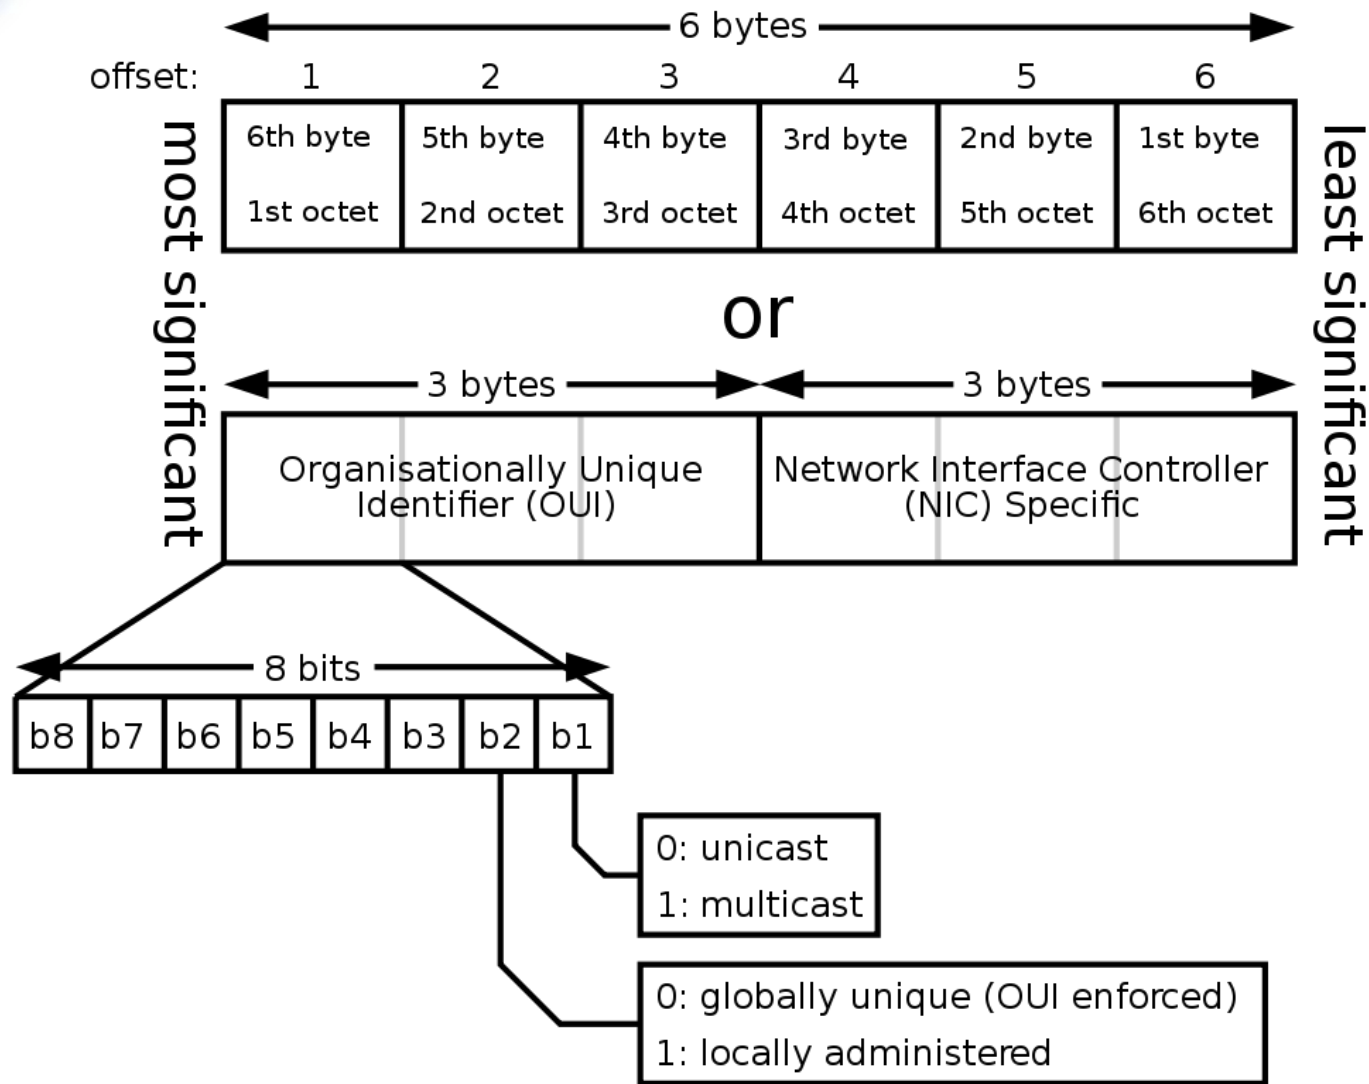 6 bytes
offset: 1 2 3 4 5 6
most significant
6th byte 5th byte 4th byte 3rd byte 2nd byte 1st byte
1st octet 2nd octet 3rd octet 4th octet 5th octet 6th octet
least significant
or
3 bytes 3 bytes
Organisationally Unique
Identifier (OUI)
Network Interface Controller
(NIC) Specific
8 bits
b8 b7 b6 b5 b4 b3 b2 b1
0: unicast
1: multicast
0: globally unique (OUI enforced)
1: locally administered